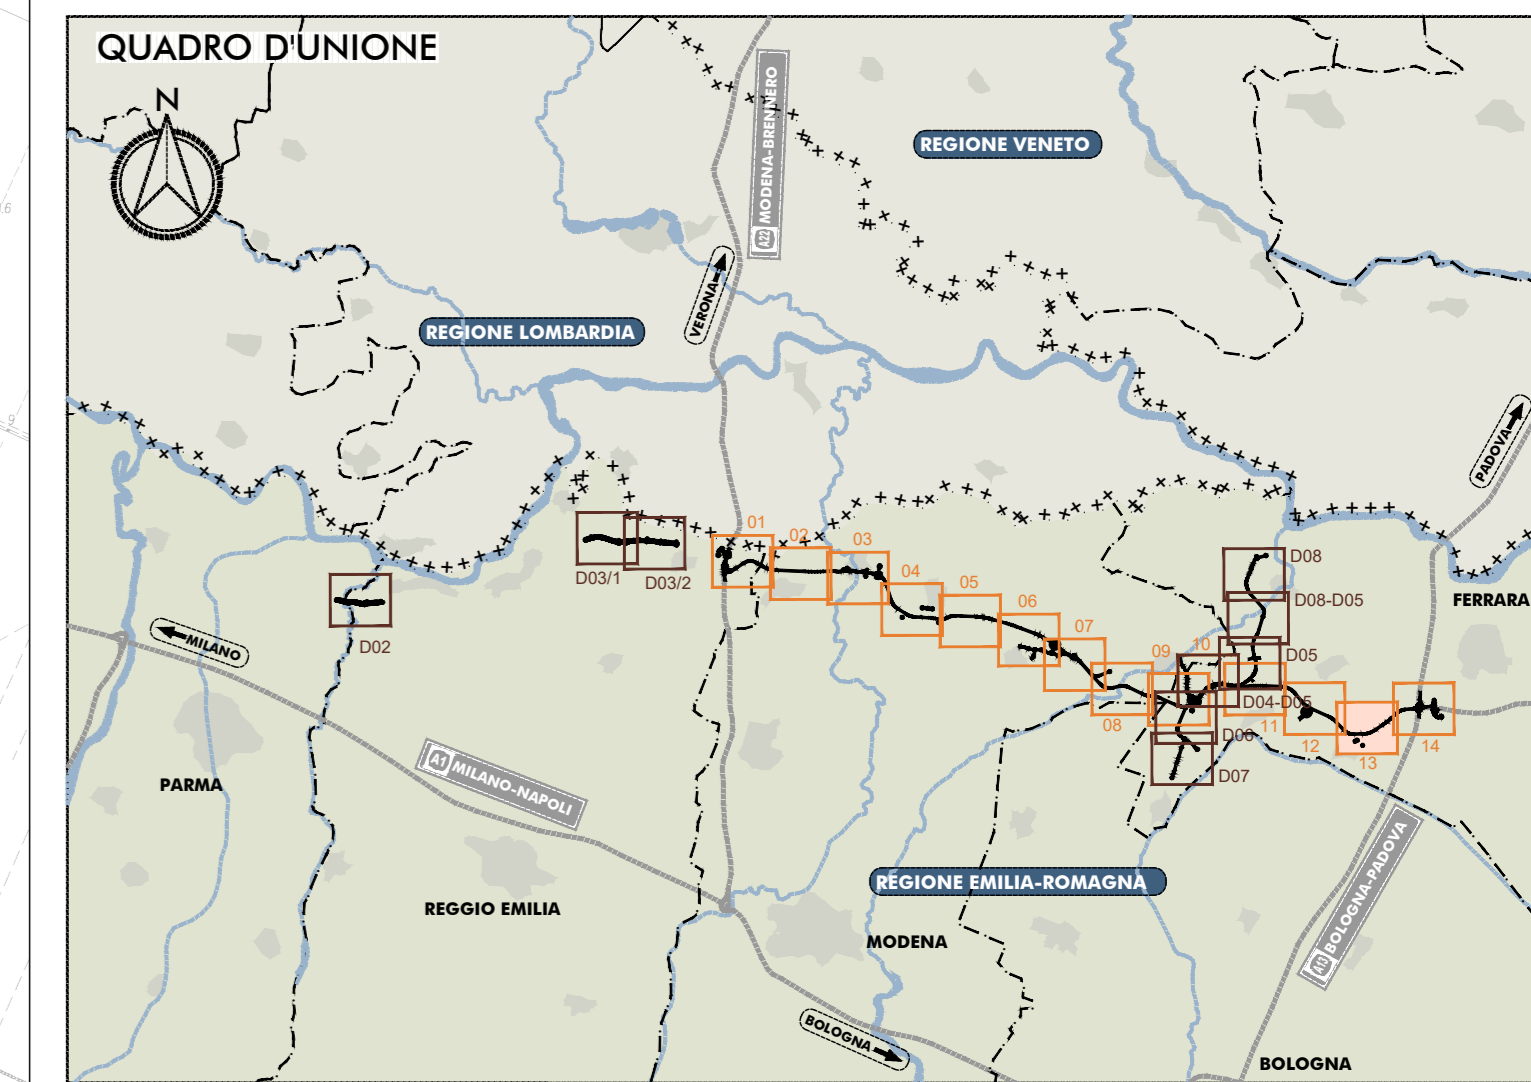 QUADRO D'UNIONE
N
A22 MODENA-BRENNERO
REGIONE VENETO
VERONA
REGIONE LOMBARDIA
PADOVA
01
02
03
04
05
06
07
08
09
10
11
12
13
14
D03/1
D03/2
D02
D08
D08-D05
D05
D04-D05
D06
D07
FERRARA
MILANO
PARMA
A1 MILANO-NAPOLI
REGGIO EMILIA
REGIONE EMILIA-ROMAGNA
MODENA
A13 BOLOGNA-PADOVA
BOLOGNA
BOLOGNA